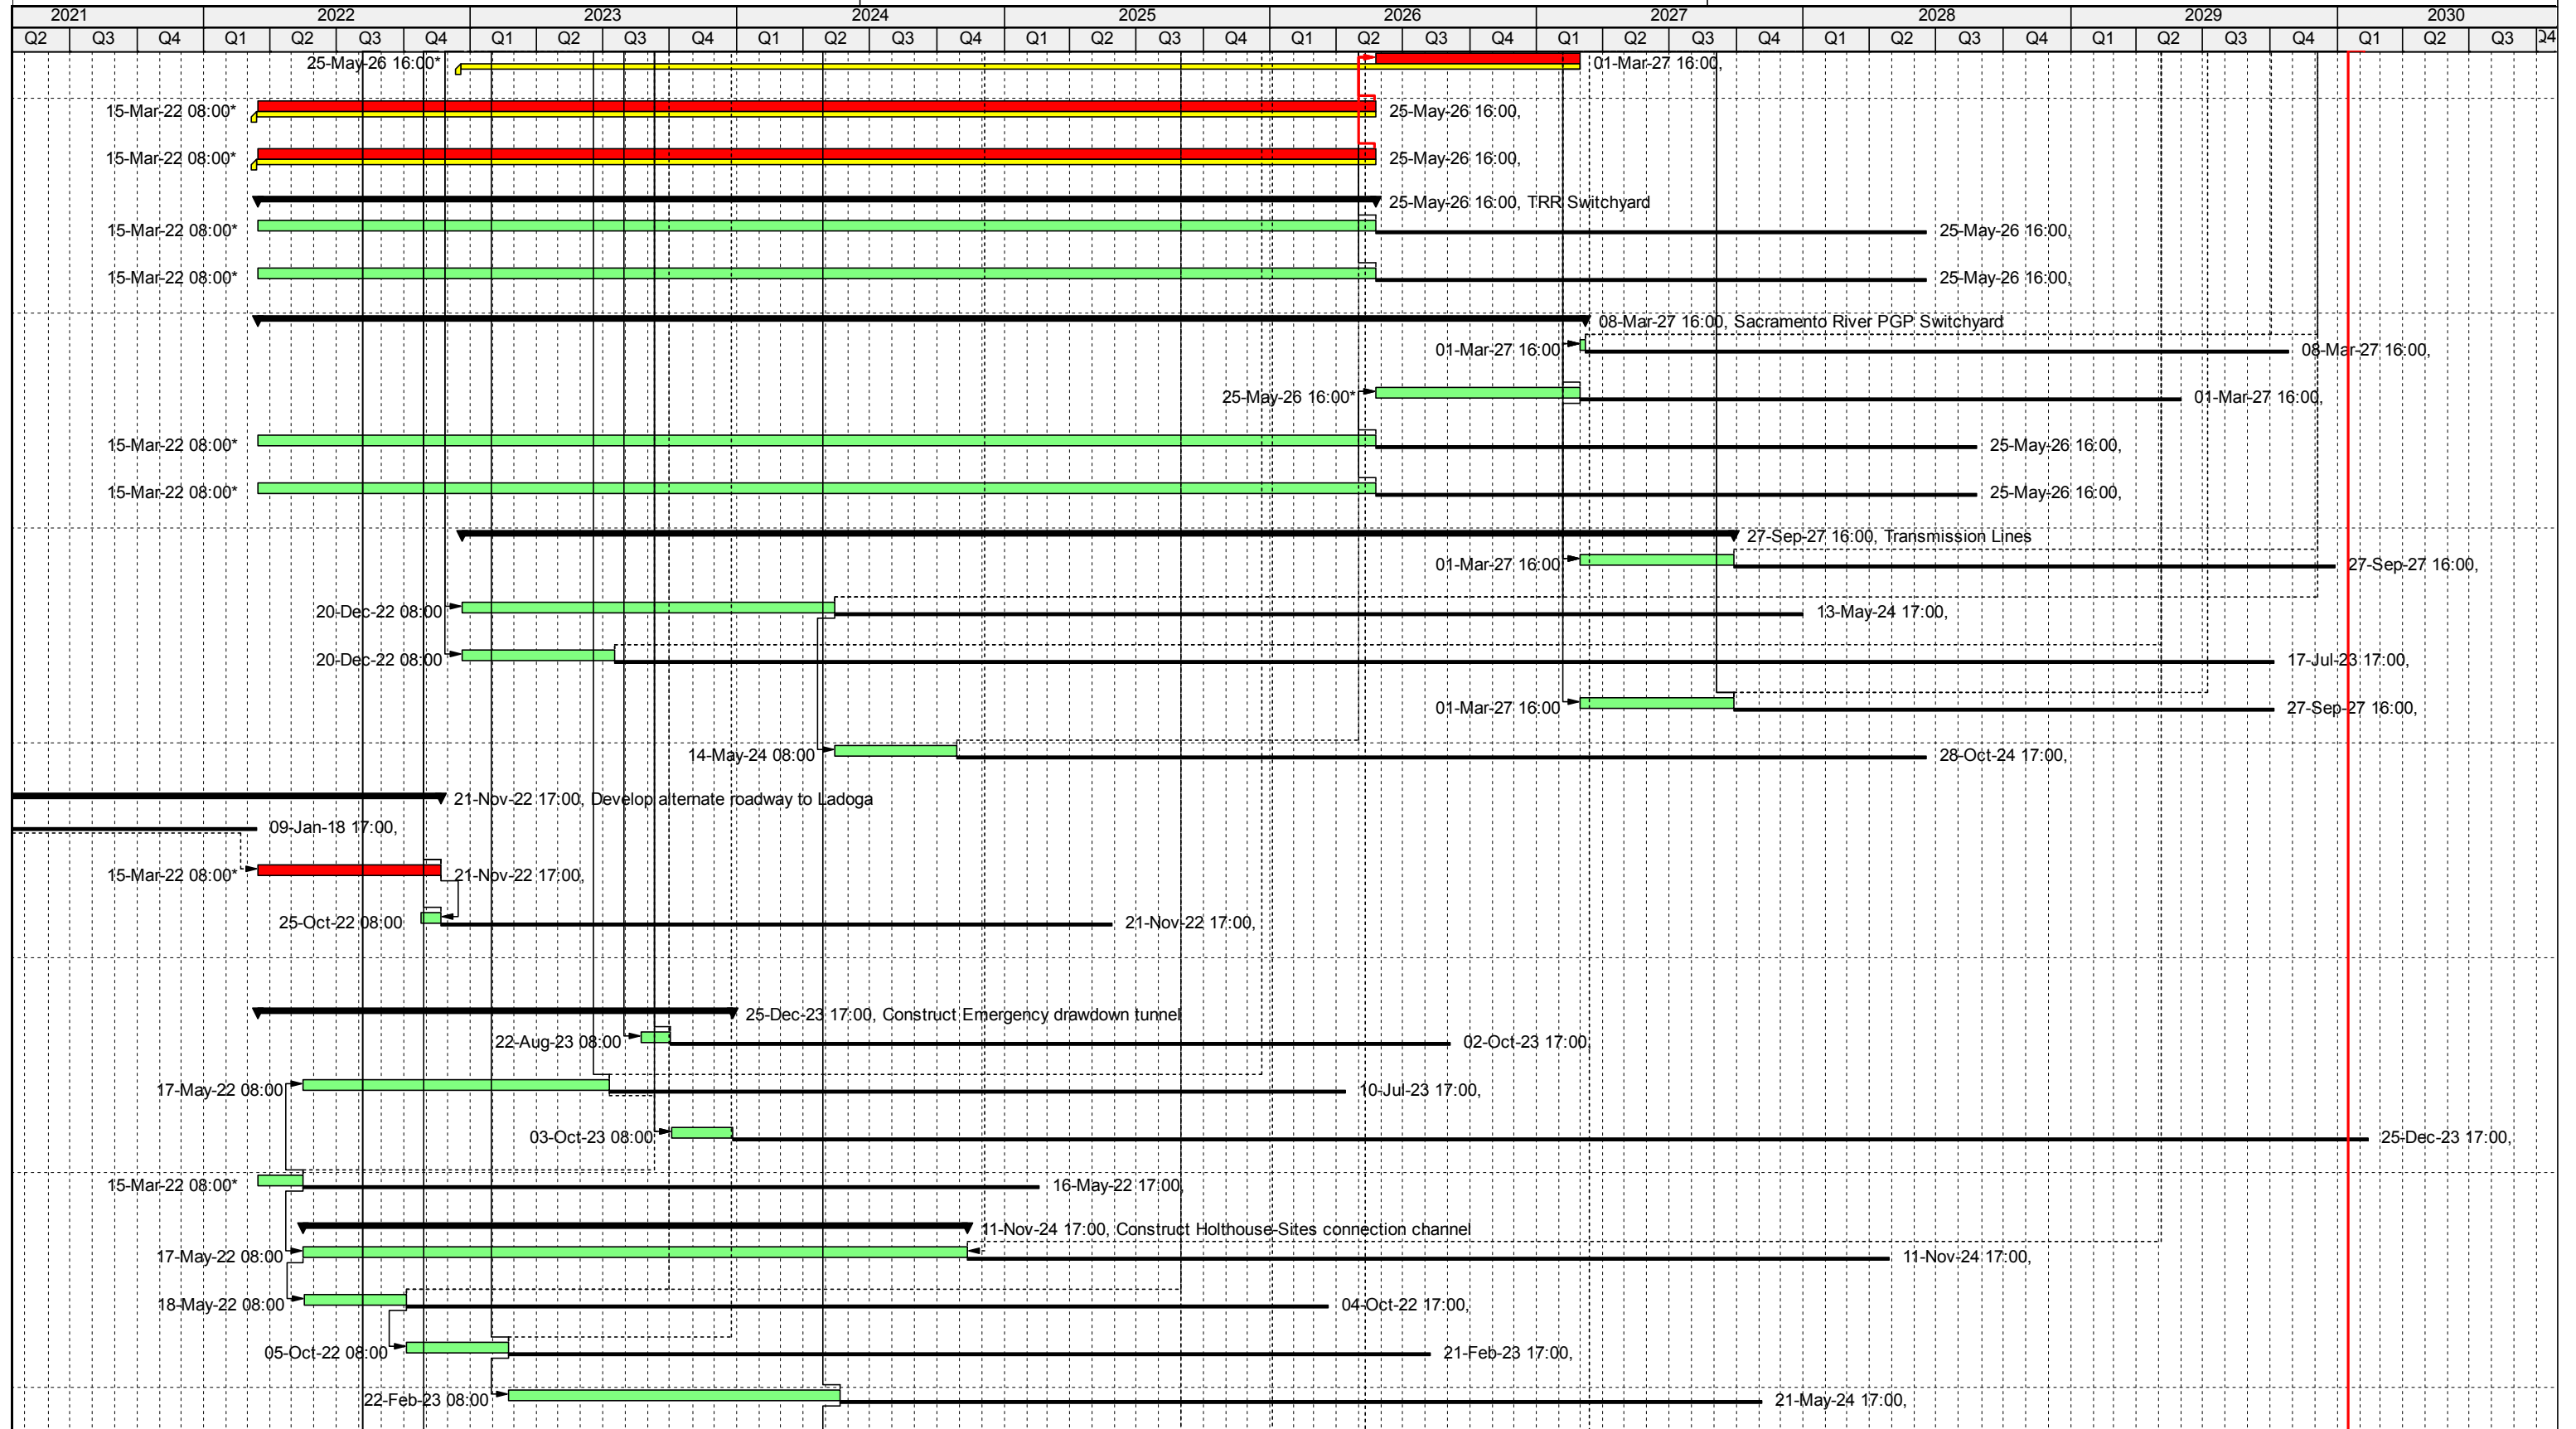 2021 2022 2023 2024 2025 2026 2027 2028 2029 2030
Q2 Q3 Q4 Q1 Q2 Q3 Q4 Q1 Q2 Q3 Q4 Q1 Q2 Q3 Q4 Q1 Q2 Q3 Q4 Q1 Q2 Q3 Q4 Q1 Q2 Q3 Q4 Q1 Q2 Q3 Q4 Q1 Q2 Q3 Q4 Q1 Q2 Q3 Q4
25-May-26 16:00* 01-Mar-27 16:00,
15-Mar-22 08:00* 25-May-26 16:00,
15-Mar-22 08:00* 25-May-26 16:00,
25-May-26 16:00, TRR Switchyard
15-Mar-22 08:00* 25-May-26 16:00,
15-Mar-22 08:00* 25-May-26 16:00,
08-Mar-27 16:00, Sacramento River PGP Switchyard
01-Mar-27 16:00 08-Mar-27 16:00,
25-May-26 16:00* 01-Mar-27 16:00,
15-Mar-22 08:00* 25-May-26 16:00,
15-Mar-22 08:00* 25-May-26 16:00,
27-Sep-27 16:00, Transmission Lines
01-Mar-27 16:00 27-Sep-27 16:00,
20-Dec-22 08:00 13-May-24 17:00,
20-Dec-22 08:00 17-Jul-23 17:00,
01-Mar-27 16:00 27-Sep-27 16:00,
14-May-24 08:00 28-Oct-24 17:00,
21-Nov-22 17:00, Develop alternate roadway to Ladoga
09-Jan-18 17:00,
15-Mar-22 08:00* 21-Nov-22 17:00,
25-Oct-22 08:00 21-Nov-22 17:00,
25-Dec-23 17:00, Construct Emergency drawdown tunnel
22-Aug-23 08:00 02-Oct-23 17:00,
17-May-22 08:00 10-Jul-23 17:00,
03-Oct-23 08:00 25-Dec-23 17:00,
15-Mar-22 08:00* 16-May-22 17:00,
11-Nov-24 17:00, Construct Holthouse-Sites connection channel
17-May-22 08:00 11-Nov-24 17:00,
18-May-22 08:00 04-Oct-22 17:00,
05-Oct-22 08:00 21-Feb-23 17:00,
22-Feb-23 08:00 21-May-24 17:00,